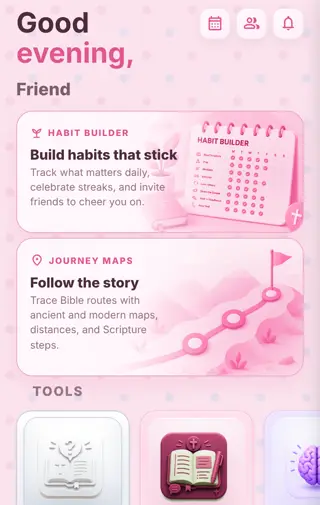 Good
evening,
Friend
HABIT BUILDER
Build habits that stick
Track what matters daily,
celebrate streaks, and invite
friends to cheer you on.
HABIT BUILDER
JOURNEY MAPS
Follow the story
Trace Bible routes with
ancient and modern maps,
distances, and Scripture
steps.
TOOLS